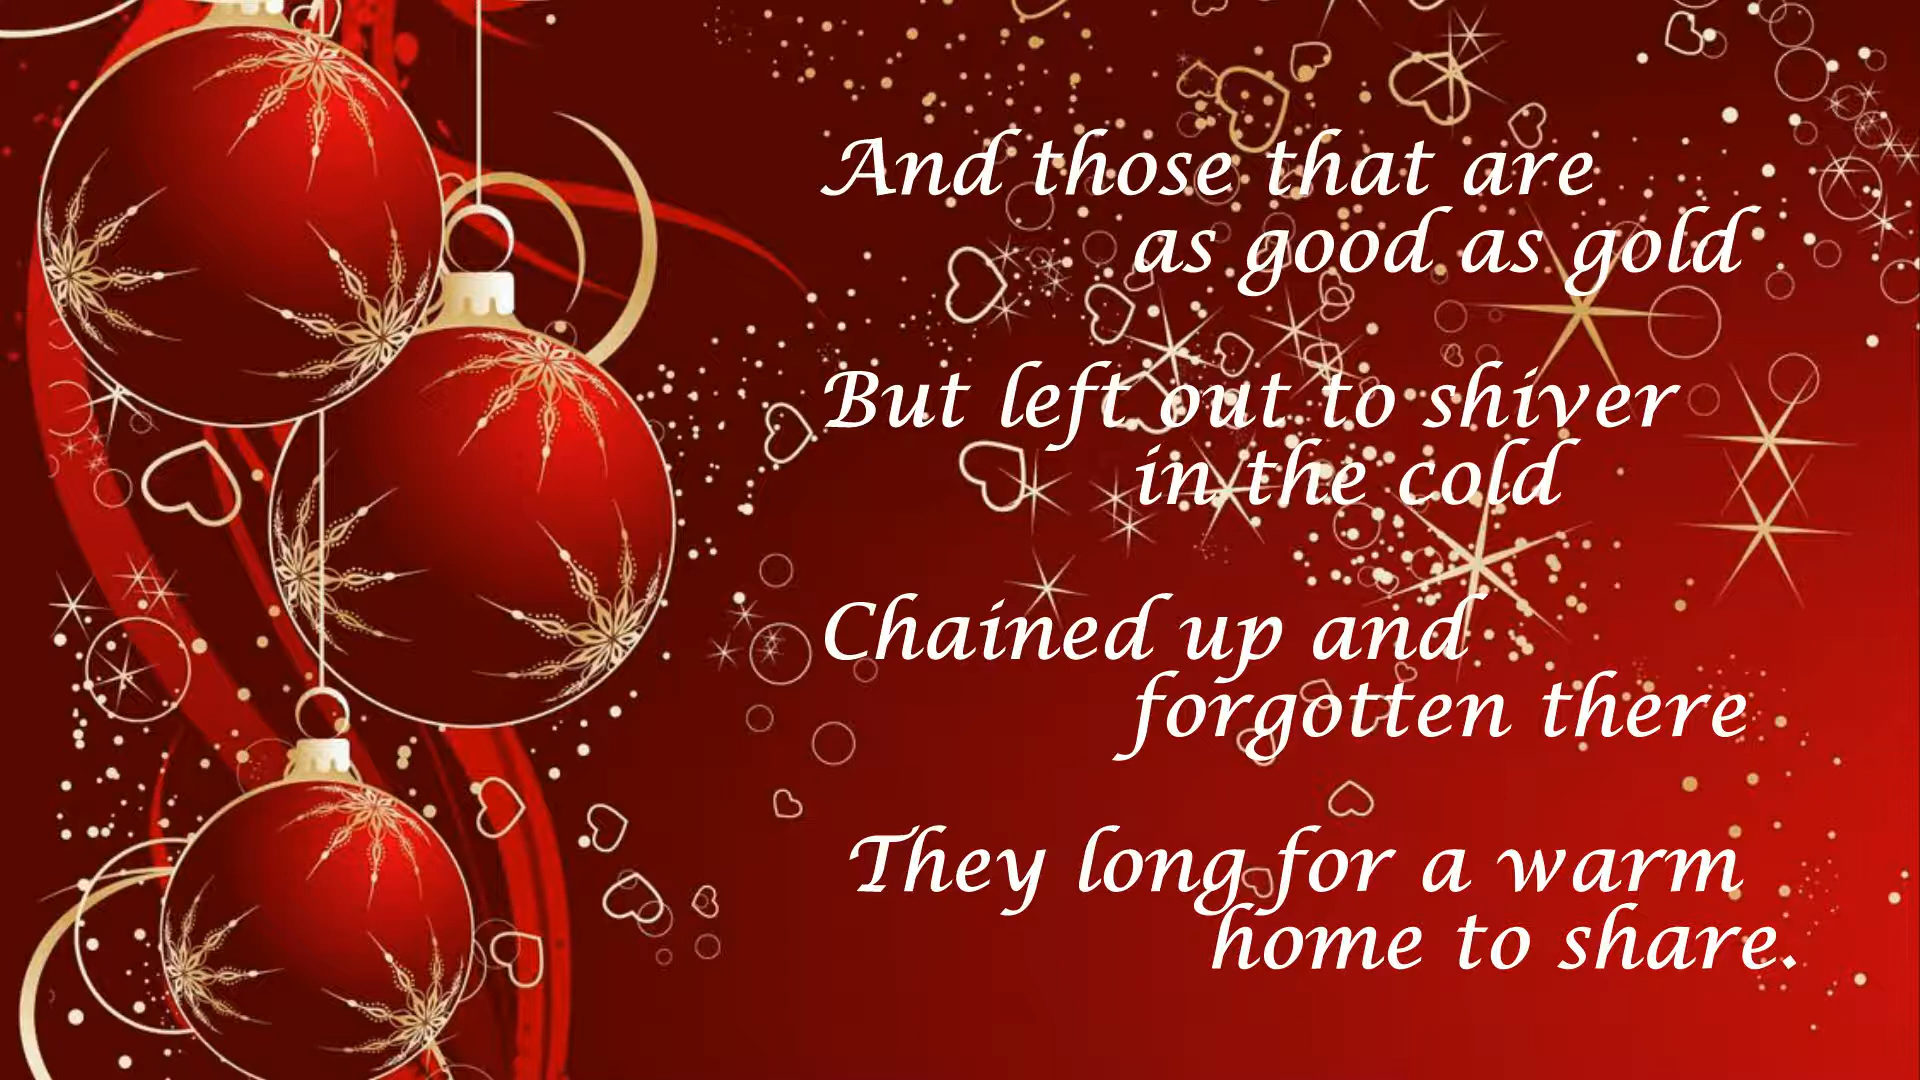 And those that are
as good as gold
But left out to shiver
in the cold
Chained up and
forgotten there
They long for a warm
home to share.